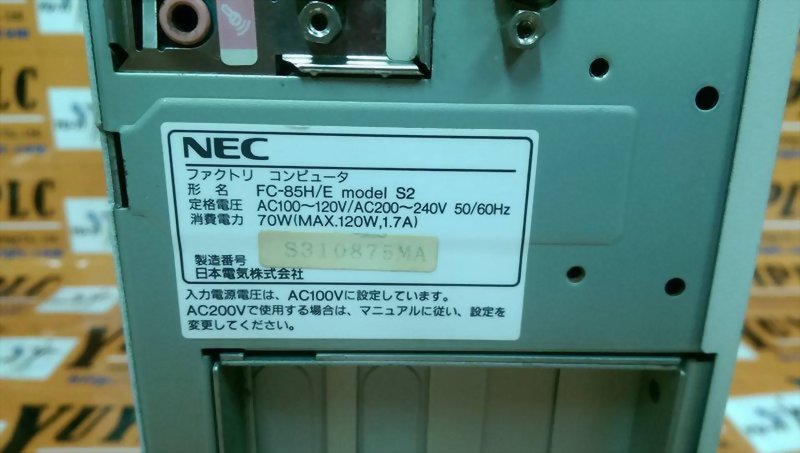 NEC
ファクトリ コンピュータ
形 名 FC-85H/E model S2
定格電圧 AC100～120V/AC200～240V 50/60Hz
消費電力 70W(MAX.120W,1.7A)
S310875MA
製造番号
日本電気株式会社
入力電源電圧は、AC100Vに設定しています。
AC200Vで使用する場合は、マニュアルに従い、設定を
変更してください。